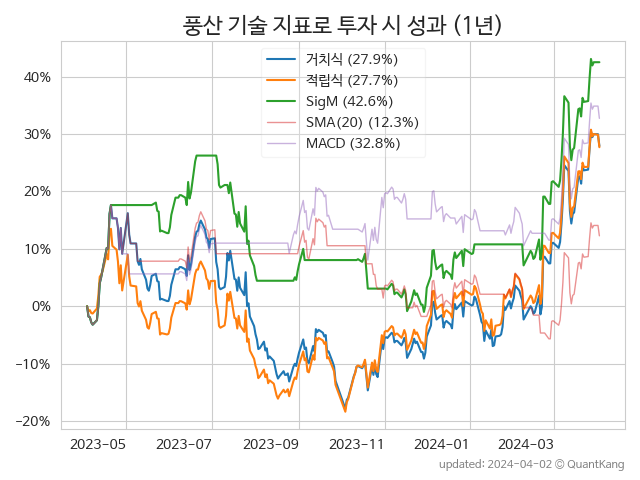 풍산 기술 지표로 투자 시 성과 (1년)
거치식 (27.9%)
적립식 (27.7%)
SigM (42.6%)
SMA(20) (12.3%)
MACD (32.8%)
40%
30%
20%
10%
0%
−10%
−20%
2023-05 2023-07 2023-09 2023-11 2024-01 2024-03
updated: 2024-04-02 © QuantKang